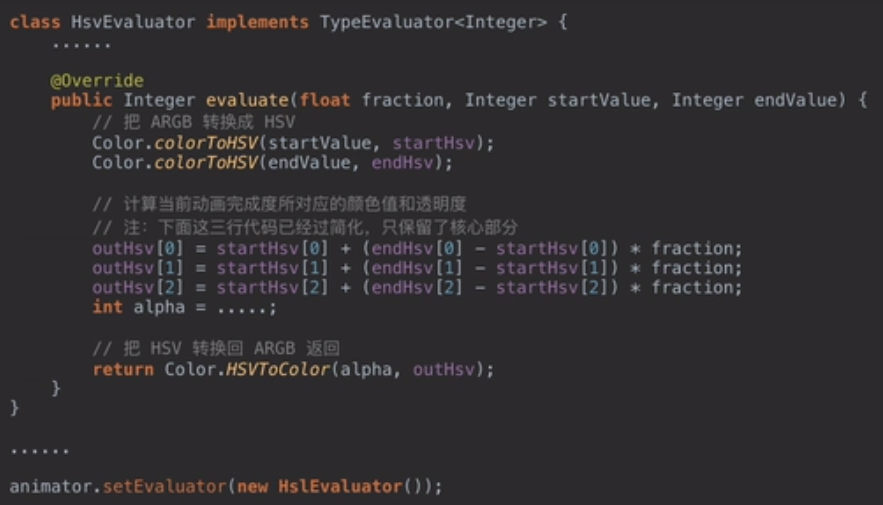 class HsvEvaluator implements TypeEvaluator<Integer> {
......
@Override
public Integer evaluate(float fraction, Integer startValue, Integer endValue) {
// 把 ARGB 转换成 HSV
Color.colorToHSV(startValue, startHsv);
Color.colorToHSV(endValue, endHsv);
// 计算当前动画完成度所对应的颜色值和透明度
// 注：下面这三行代码已经过简化，只保留了核心部分
outHsv[0] = startHsv[0] + (endHsv[0] - startHsv[0]) * fraction;
outHsv[1] = startHsv[1] + (endHsv[1] - startHsv[1]) * fraction;
outHsv[2] = startHsv[2] + (endHsv[2] - startHsv[2]) * fraction;
int alpha = .....;
// 把 HSV 转换回 ARGB 返回
return Color.HSVToColor(alpha, outHsv);
}
}
......
animator.setEvaluator(new HslEvaluator());